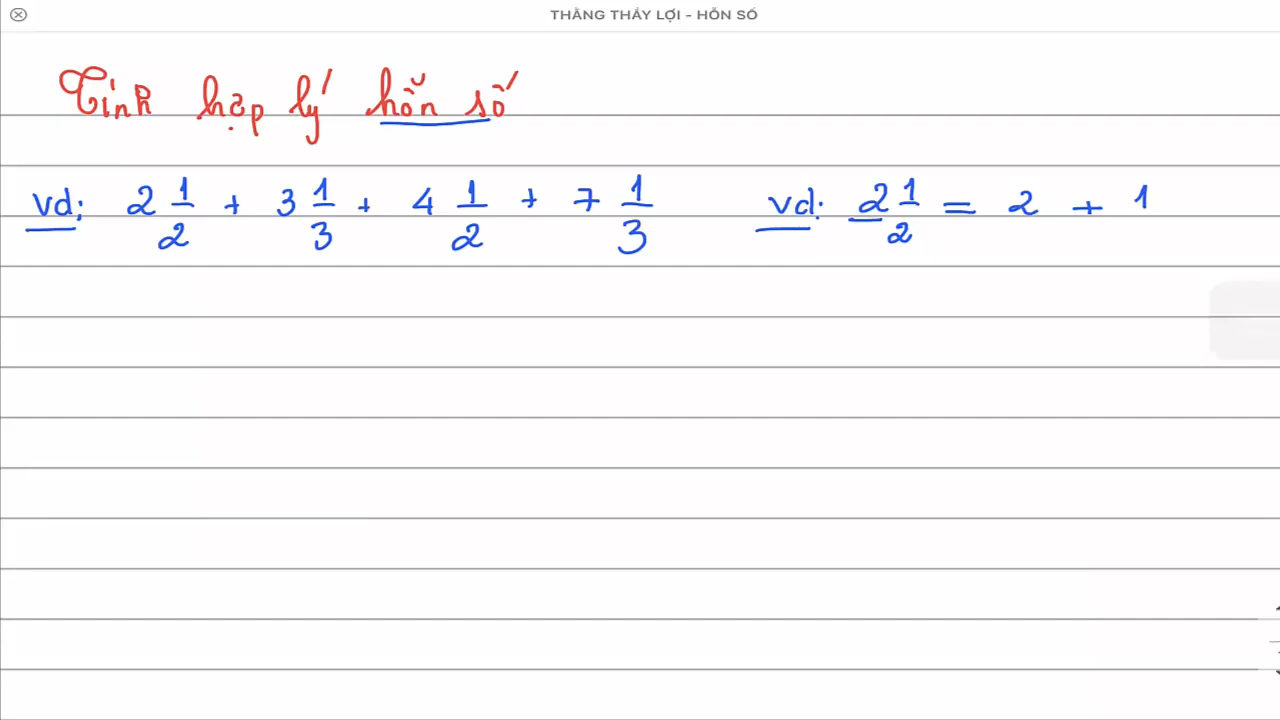 THẰNG THẦY LỢI - HỖN SỐ
Tính hợp lý hỗn số
vd: 2 1/2 + 3 1/3 + 4 1/2 + 7 1/3
vd: 2 1/2 = 2 + 1